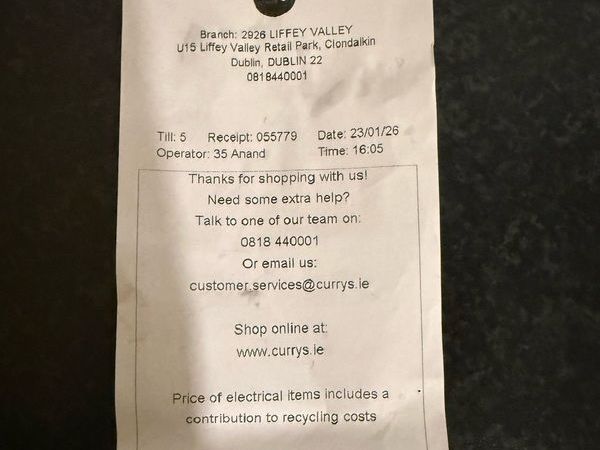 Branch: 2926 LIFFEY VALLEY
U15 Liffey Valley Retail Park, Clondalkin
Dublin, DUBLIN 22
0818440001
Till: 5 Receipt: 055779 Date: 23/01/26
Operator: 35 Anand Time: 16:05
Thanks for shopping with us!
Need some extra help?
Talk to one of our team on:
0818 440001
Or email us:
customer.services@currys.ie
Shop online at:
www.currys.ie
Price of electrical items includes a
contribution to recycling costs